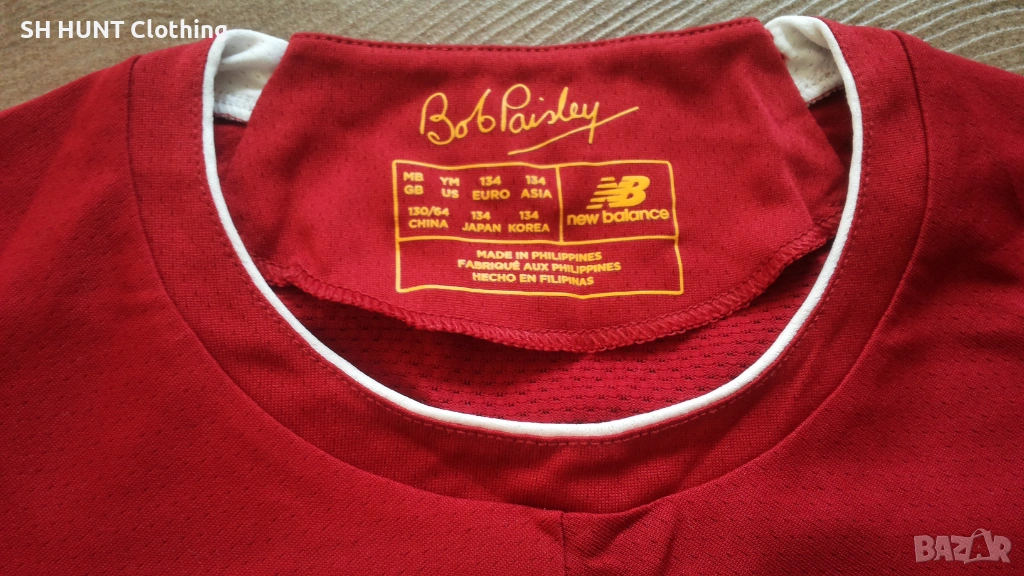 SH HUNT Clothing
Bob Paisley
MB YM 134 134
GB US EURO ASIA
130/64 134 134
CHINA JAPAN KOREA
NB
new balance
MADE IN PHILIPPINES
FABRIQUÉ AUX PHILIPPINES
HECHO EN FILIPINAS
BAZAR